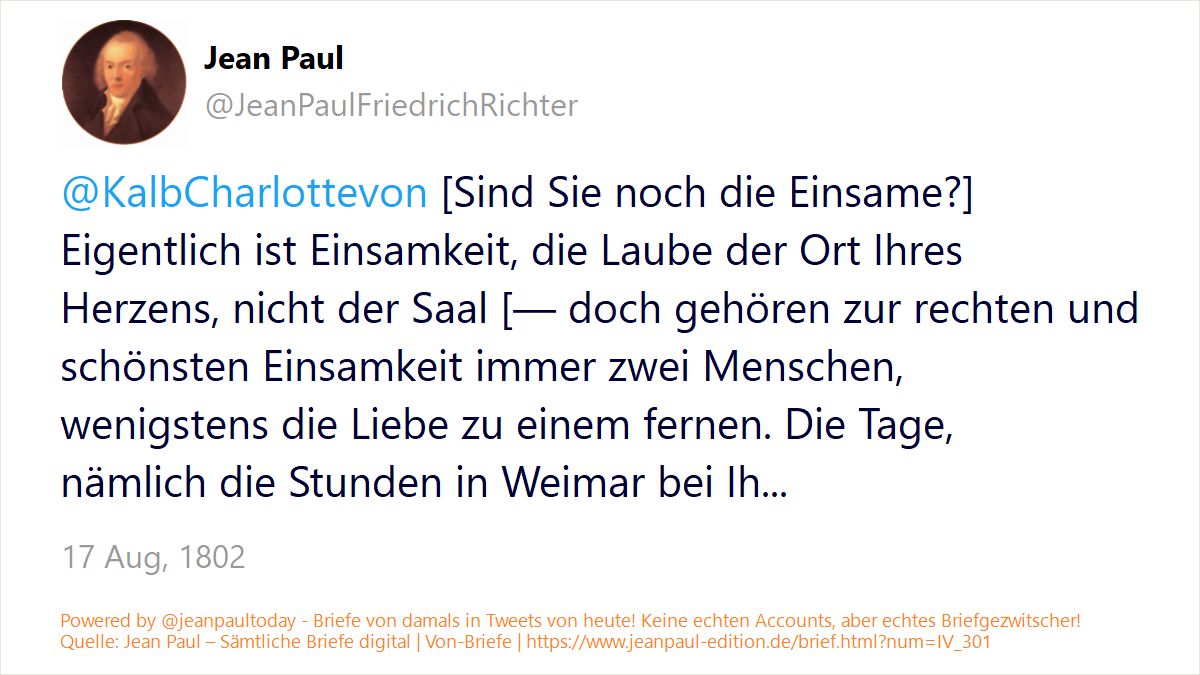 Jean Paul
@JeanPaulFriedrichRichter
@KalbCharlottevon [Sind Sie noch die Einsame?]
Eigentlich ist Einsamkeit, die Laube der Ort Ihres
Herzens, nicht der Saal [— doch gehören zur rechten und
schönsten Einsamkeit immer zwei Menschen,
wenigstens die Liebe zu einem fernen. Die Tage,
nämlich die Stunden in Weimar bei Ih...
17 Aug, 1802
Powered by @jeanpaultoday - Briefe von damals in Tweets von heute! Keine echten Accounts, aber echtes Briefgezwitscher!
Quelle: Jean Paul – Sämtliche Briefe digital | Von-Briefe | https://www.jeanpaul-edition.de/brief.html?num=IV_301